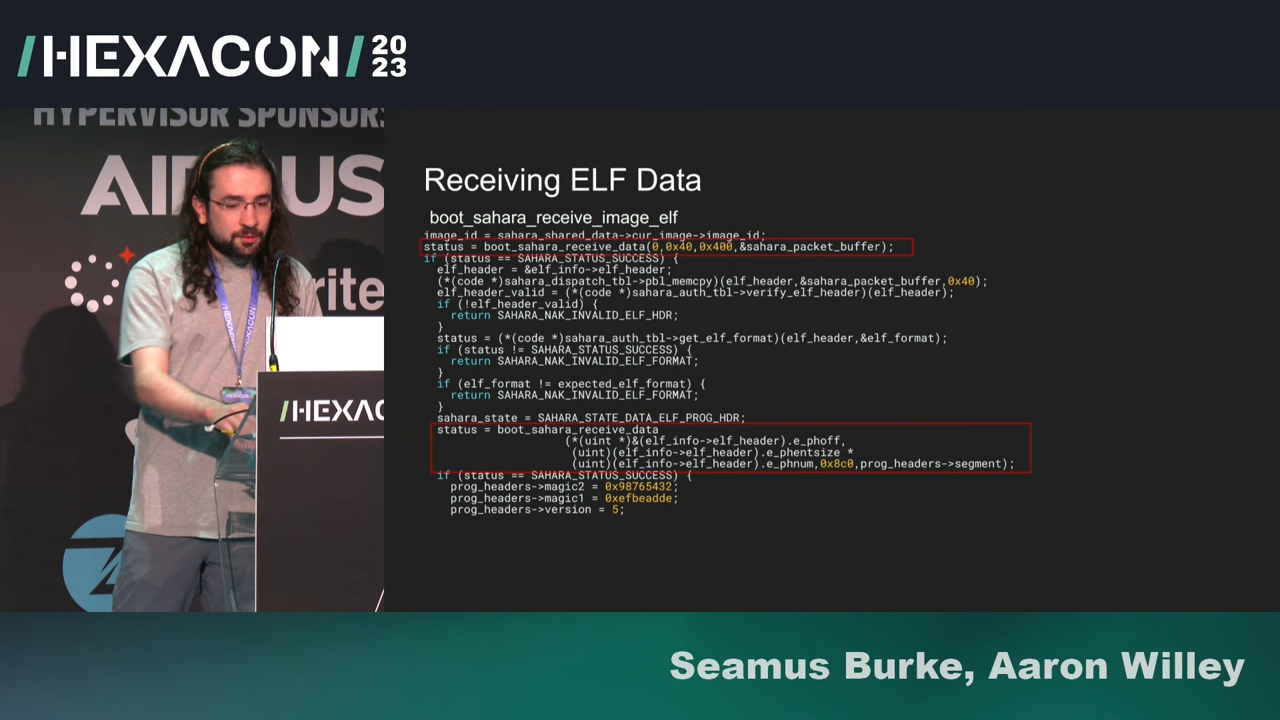 /HEXACON/ 20 23
HYPERVISOR SPONSORS
Receiving ELF Data
boot_sahara_receive_image_elf
image_id = sahara_shared_data->cur_image->image_id;
status = boot_sahara_receive_data(0,0x40,0x400,&sahara_packet_buffer);
if (status == SAHARA_STATUS_SUCCESS) {
elf_header = &elf_info->elf_header;
(*(code *)sahara_dispatch_tbl->pbl_memcpy)(elf_header,&sahara_packet_buffer,0x40);
elf_header_valid = (*(code *)sahara_auth_tbl->verify_elf_header)(elf_header);
if (!elf_header_valid) {
return SAHARA_NAK_INVALID_ELF_HDR;
}
status = (*(code *)sahara_auth_tbl->get_elf_format)(elf_header,&elf_format);
if (status != SAHARA_STATUS_SUCCESS) {
return SAHARA_NAK_INVALID_ELF_FORMAT;
}
if (elf_format != expected_elf_format) {
return SAHARA_NAK_INVALID_ELF_FORMAT;
}
sahara_state = SAHARA_STATE_DATA_ELF_PROG_HDR;
status = boot_sahara_receive_data
(*(uint *)&(elf_info->elf_header).e_phoff,
(uint)(elf_info->elf_header).e_phentsize *
(uint)(elf_info->elf_header).e_phnum,0x8c0,prog_headers->segment);
if (status == SAHARA_STATUS_SUCCESS) {
prog_headers->magic2 = 0x98765432;
prog_headers->magic1 = 0xefbeadde;
prog_headers->version = 5;
/HEXAC
Seamus Burke, Aaron Willey